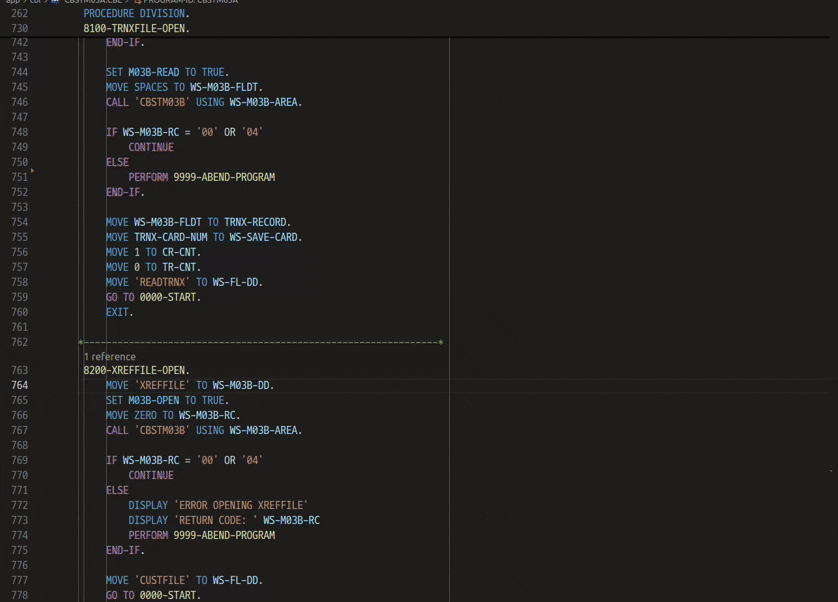 262 PROCEDURE DIVISION.
730 8100-TRNXFILE-OPEN.
742 END-IF.
743
744 SET M03B-READ TO TRUE.
745 MOVE SPACES TO WS-M03B-FLDT.
746 CALL 'CBSTM03B' USING WS-M03B-AREA.
747
748 IF WS-M03B-RC = '00' OR '04'
749 CONTINUE
750 ELSE
751 PERFORM 9999-ABEND-PROGRAM
752 END-IF.
753
754 MOVE WS-M03B-FLDT TO TRNX-RECORD.
755 MOVE TRNX-CARD-NUM TO WS-SAVE-CARD.
756 MOVE 1 TO CR-CNT.
757 MOVE 0 TO TR-CNT.
758 MOVE 'READTRNX' TO WS-FL-DD.
759 GO TO 0000-START.
760 EXIT.
761
762 *---------------------------------------------------------------*
1 reference
763 8200-XREFFILE-OPEN.
764 MOVE 'XREFFILE' TO WS-M03B-DD.
765 SET M03B-OPEN TO TRUE.
766 MOVE ZERO TO WS-M03B-RC.
767 CALL 'CBSTM03B' USING WS-M03B-AREA.
768
769 IF WS-M03B-RC = '00' OR '04'
770 CONTINUE
771 ELSE
772 DISPLAY 'ERROR OPENING XREFFILE'
773 DISPLAY 'RETURN CODE: ' WS-M03B-RC
774 PERFORM 9999-ABEND-PROGRAM
775 END-IF.
776
777 MOVE 'CUSTFILE' TO WS-FL-DD.
778 GO TO 0000-START.